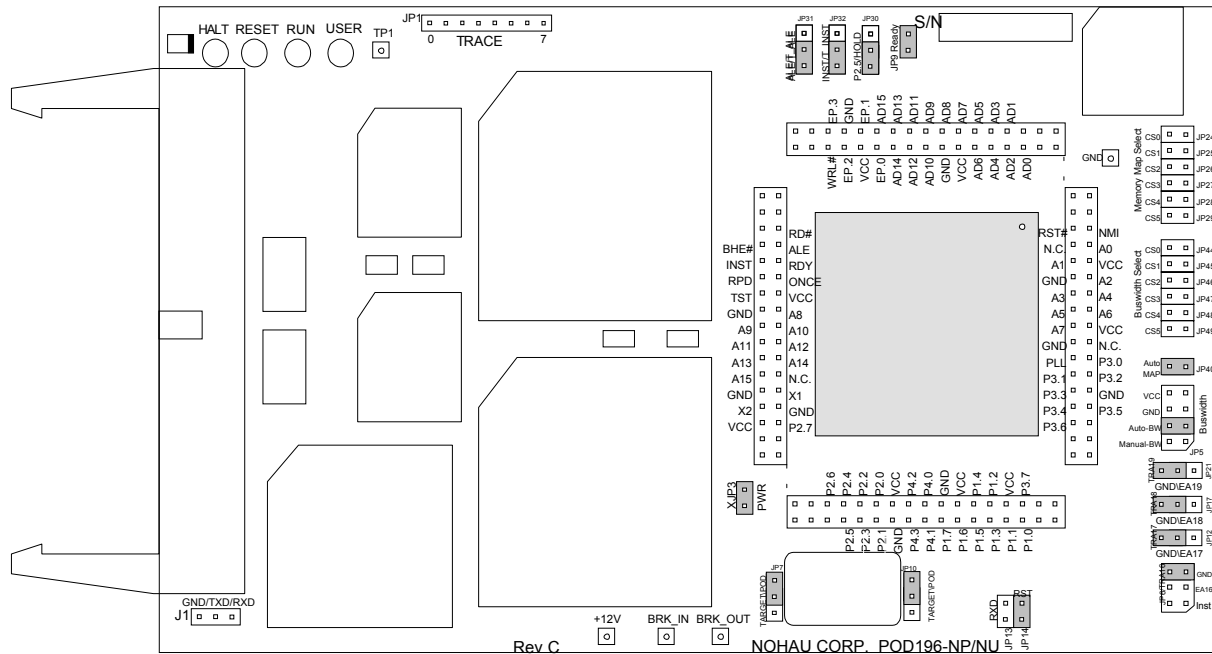 HALT RESET RUN USER
TP1
JP1
0 TRACE 7
JP31 JP32 JP30
ALE/T_ALE
INST/T_INST
P2.5/HOLD
JP9 Ready
S/N
EP.3 GND EP.1 AD15 AD13 AD11 AD9 AD8 AD7 AD5 AD3 AD1
WRL# EP.2 VCC EP.0 AD14 AD12 AD10 GND VCC AD6 AD4 AD2 AD0
GND
Memory Map Select
CS0 JP24
CS1 JP25
CS2 JP26
CS3 JP27
CS4 JP28
CS5 JP29
Buswidth Select
CS0 JP44
CS1 JP45
CS2 JP46
CS3 JP47
CS4 JP48
CS5 JP49
Auto MAP JP40
VCC
GND
Auto-BW
Manual-BW
Buswidth
JP5
RD#
BHE# ALE
INST RDY
RPD ONCE
TST VCC
GND A8
A9 A10
A11 A12
A13 A14
A15 N.C.
GND X1
X2 GND
VCC P2.7
RST# NMI
N.C. A0
A1 VCC
GND A2
A3 A4
A5 A6
A7 VCC
GND N.C.
PLL P3.0
P3.1 P3.2
P3.3 GND
P3.4 P3.5
P3.6
TRA19 JP21
GND\EA19
TRA18 JP17
GND\EA18
TRA17 JP12
GND\EA17
JP6/TRA16
GND
EA16
Inst
XJP3 PWR
P2.6 P2.4 P2.2 P2.0 VCC P4.2 P4.0 GND VCC P1.4 P1.2 VCC P3.7
P2.5 P2.3 P2.1 GND P4.3 P4.1 P1.7 P1.6 P1.5 P1.3 P1.1 P1.0
JP7
TARGET\POD
JP10
TARGET\POD
RXD RST
JP13 JP14
GND/TXD/RXD
J1
+12V BRK_IN BRK_OUT
Rev C
NOHAU CORP. POD196-NP/NU